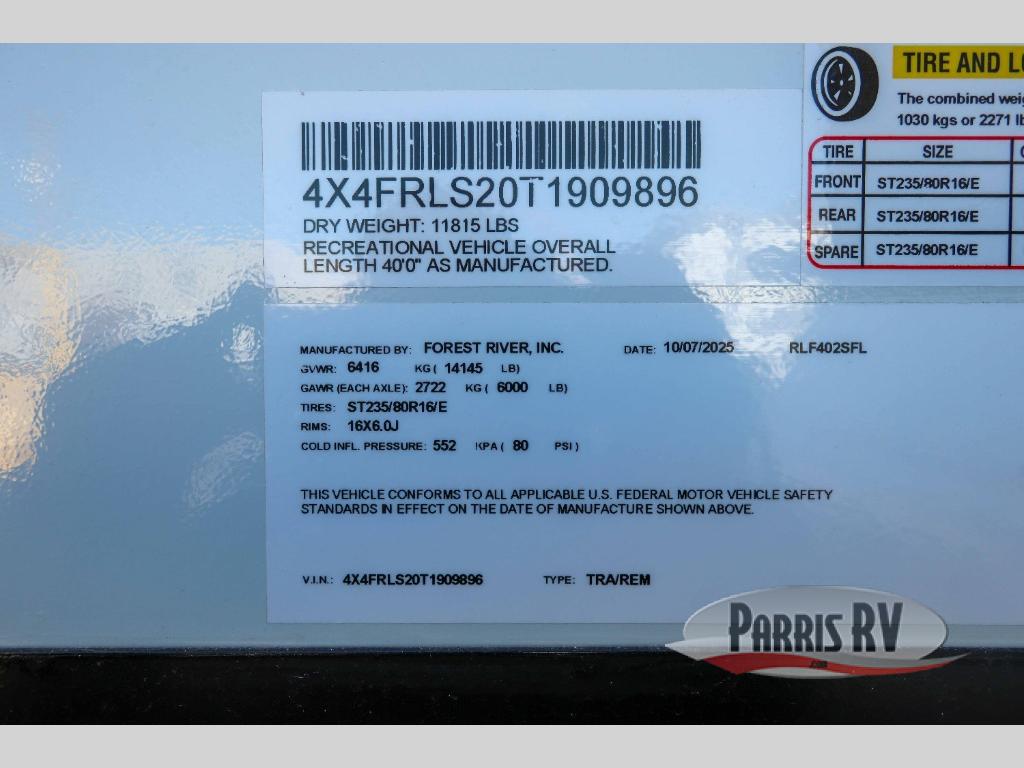 4X4FRLS20T1909896
DRY WEIGHT: 11815 LBS
RECREATIONAL VEHICLE OVERALL
LENGTH 40'0" AS MANUFACTURED.
TIRE AND
The combined
1030 kgs or 2271
TIRE SIZE
FRONT ST235/80R16/E
REAR ST235/80R16/E
SPARE ST235/80R16/E
MANUFACTURED BY: FOREST RIVER, INC. DATE: 10/07/2025 RLF402SFL
GVWR: 6416 KG ( 14145 LB)
GAWR (EACH AXLE): 2722 KG ( 6000 LB)
TIRES: ST235/80R16/E
RIMS: 16X6.0J
COLD INFL. PRESSURE: 552 KPA ( 80 PSI )
THIS VEHICLE CONFORMS TO ALL APPLICABLE U.S. FEDERAL MOTOR VEHICLE SAFETY
STANDARDS IN EFFECT ON THE DATE OF MANUFACTURE SHOWN ABOVE.
V.I.N.: 4X4FRLS20T1909896 TYPE: TRA/REM
PARRIS RV
.com